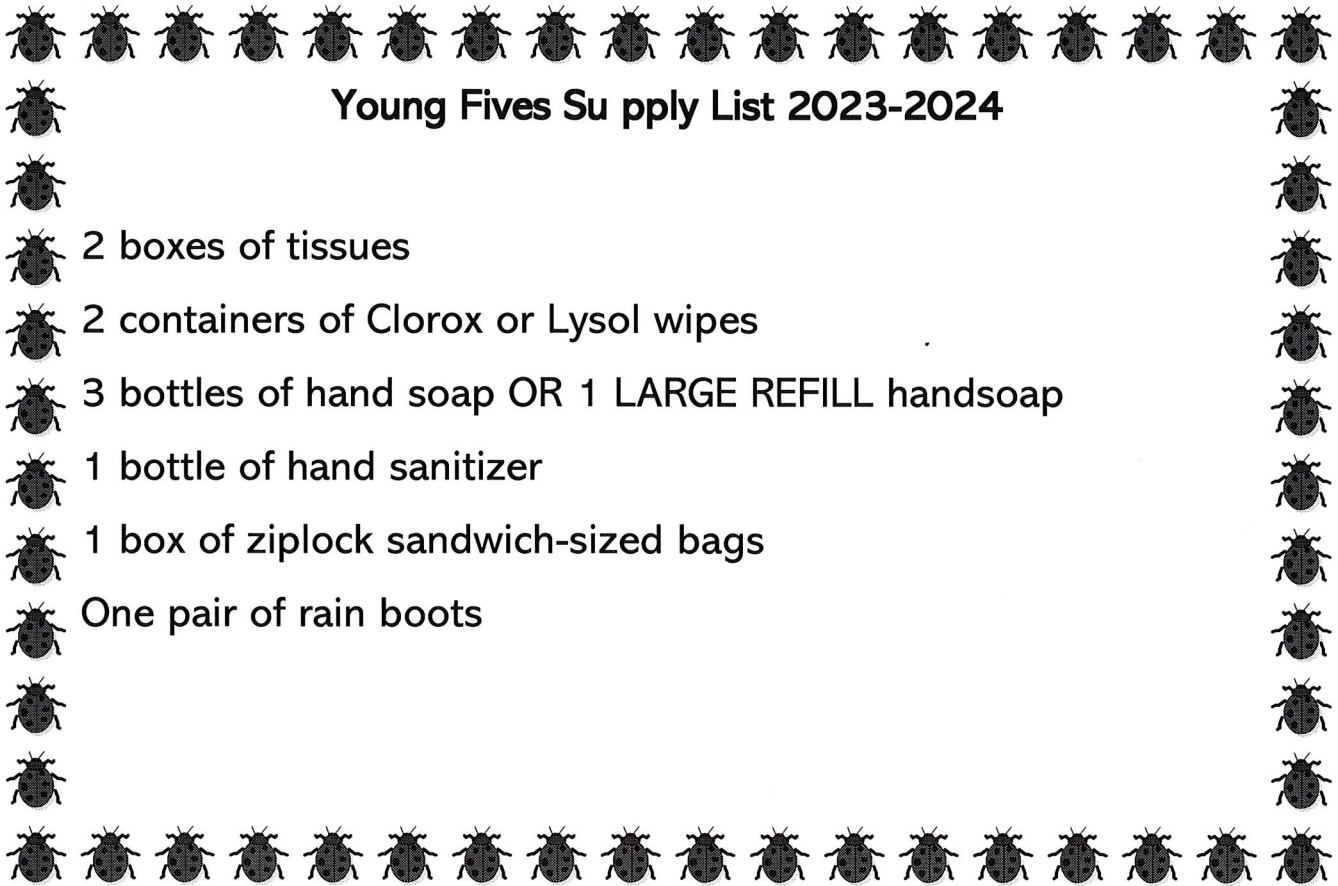 Young Fives Su pply List 2023-2024
2 boxes of tissues
2 containers of Clorox or Lysol wipes
3 bottles of hand soap OR 1 LARGE REFILL handsoap
1 bottle of hand sanitizer
1 box of ziplock sandwich-sized bags
One pair of rain boots